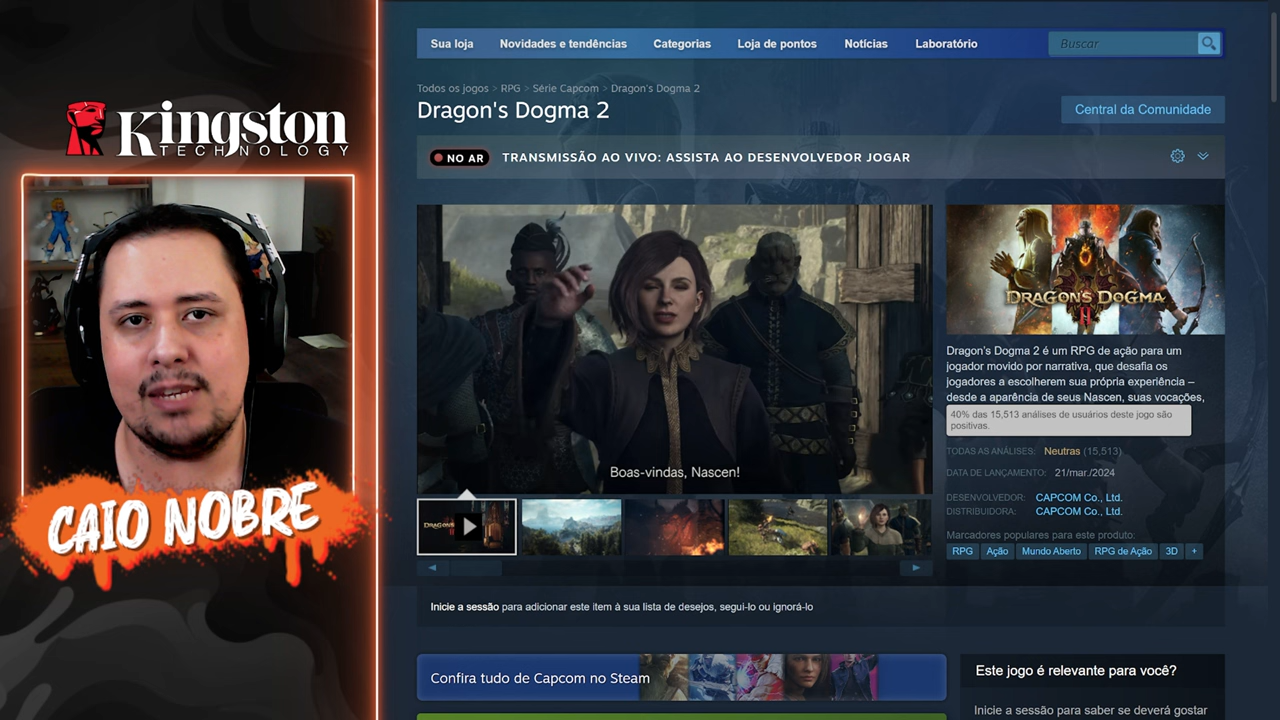 Kingston
TECHNOLOGY
CAIO NOBRE
Sua loja
Novidades e tendências
Categorias
Loja de pontos
Notícias
Laboratório
Buscar
Todos os jogos > RPG > Série Capcom > Dragon's Dogma 2
Dragon's Dogma 2
Central da Comunidade
NO AR
TRANSMISSÃO AO VIVO: ASSISTA AO DESENVOLVEDOR JOGAR
Boas-vindas, Nascen!
DRAGON'S DOGMA
II
Dragon's Dogma 2 é um RPG de ação para um
jogador movido por narrativa, que desafia os
jogadores a escolherem sua própria experiência –
desde a aparência de seus Nascen, suas vocações,
40% das 15,513 análises de usuários deste jogo são
positivas.
TODAS AS ANÁLISES: Neutras (15,513)
DATA DE LANÇAMENTO: 21/mar./2024
DESENVOLVEDOR: CAPCOM Co., Ltd.
DISTRIBUIDORA: CAPCOM Co., Ltd.
Marcadores populares para este produto:
RPG
Ação
Mundo Aberto
RPG de Ação
3D
+
Inicie a sessão para adicionar este item à sua lista de desejos, segui-lo ou ignorá-lo
Confira tudo de Capcom no Steam
Este jogo é relevante para você?
Inicie a sessão para saber se deverá gostar